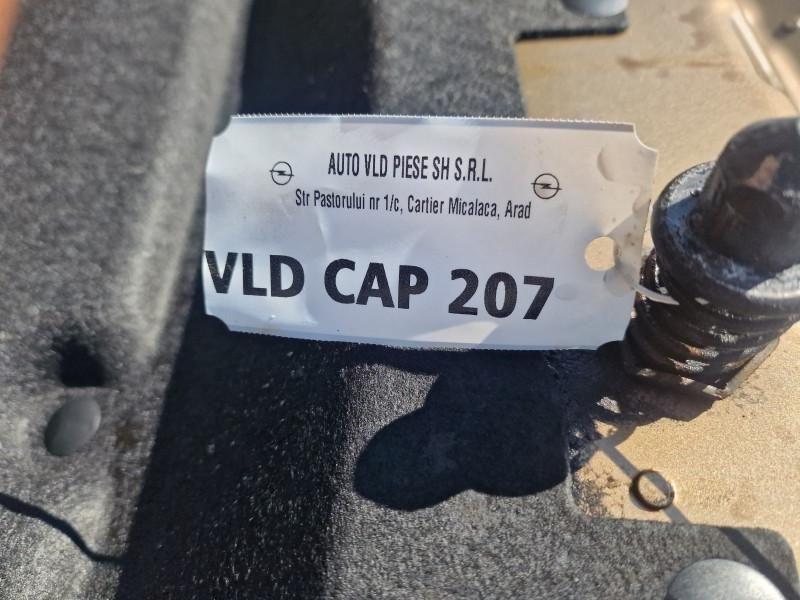 AUTO VLD PIESE SH S.R.L.
Str Pastorului nr 1/c, Cartier Micalaca, Arad
VLD CAP 207